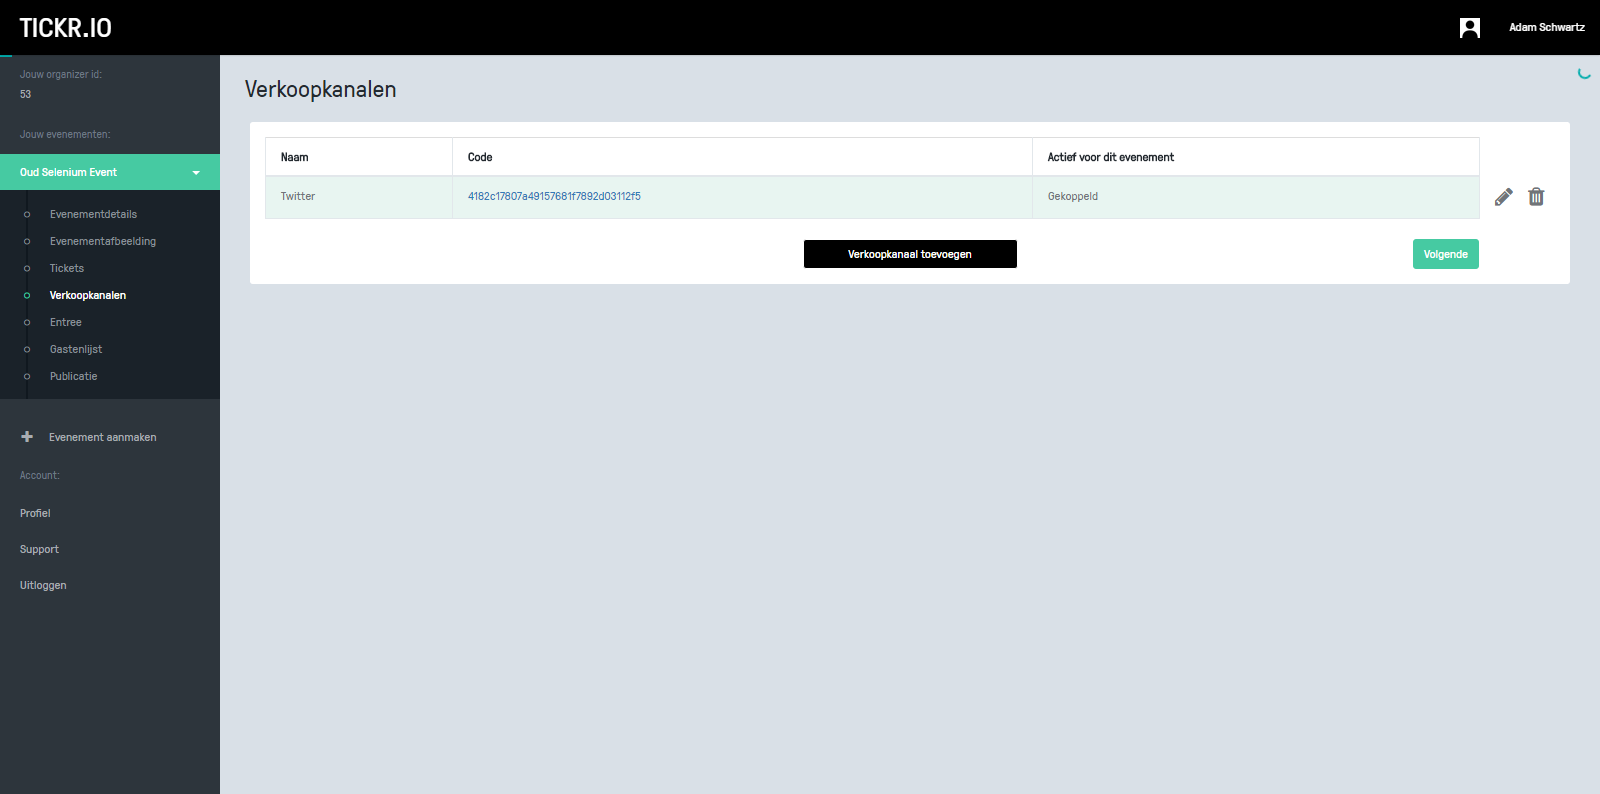 TICKR.IO
Adam Schwartz
Jouw organizer id:
53
Jouw evenementen:
Oud Selenium Event
Evenementdetails
Evenementafbeelding
Tickets
Verkoopkanalen
Entree
Gastenlijst
Publicatie
Evenement aanmaken
Account:
Profiel
Support
Uitloggen
Verkoopkanalen
Naam Code Actief voor dit evenement
Twitter 4182c17807a49157681f7892d03112f5 Gekoppeld
Verkoopkanaal toevoegen
Volgende